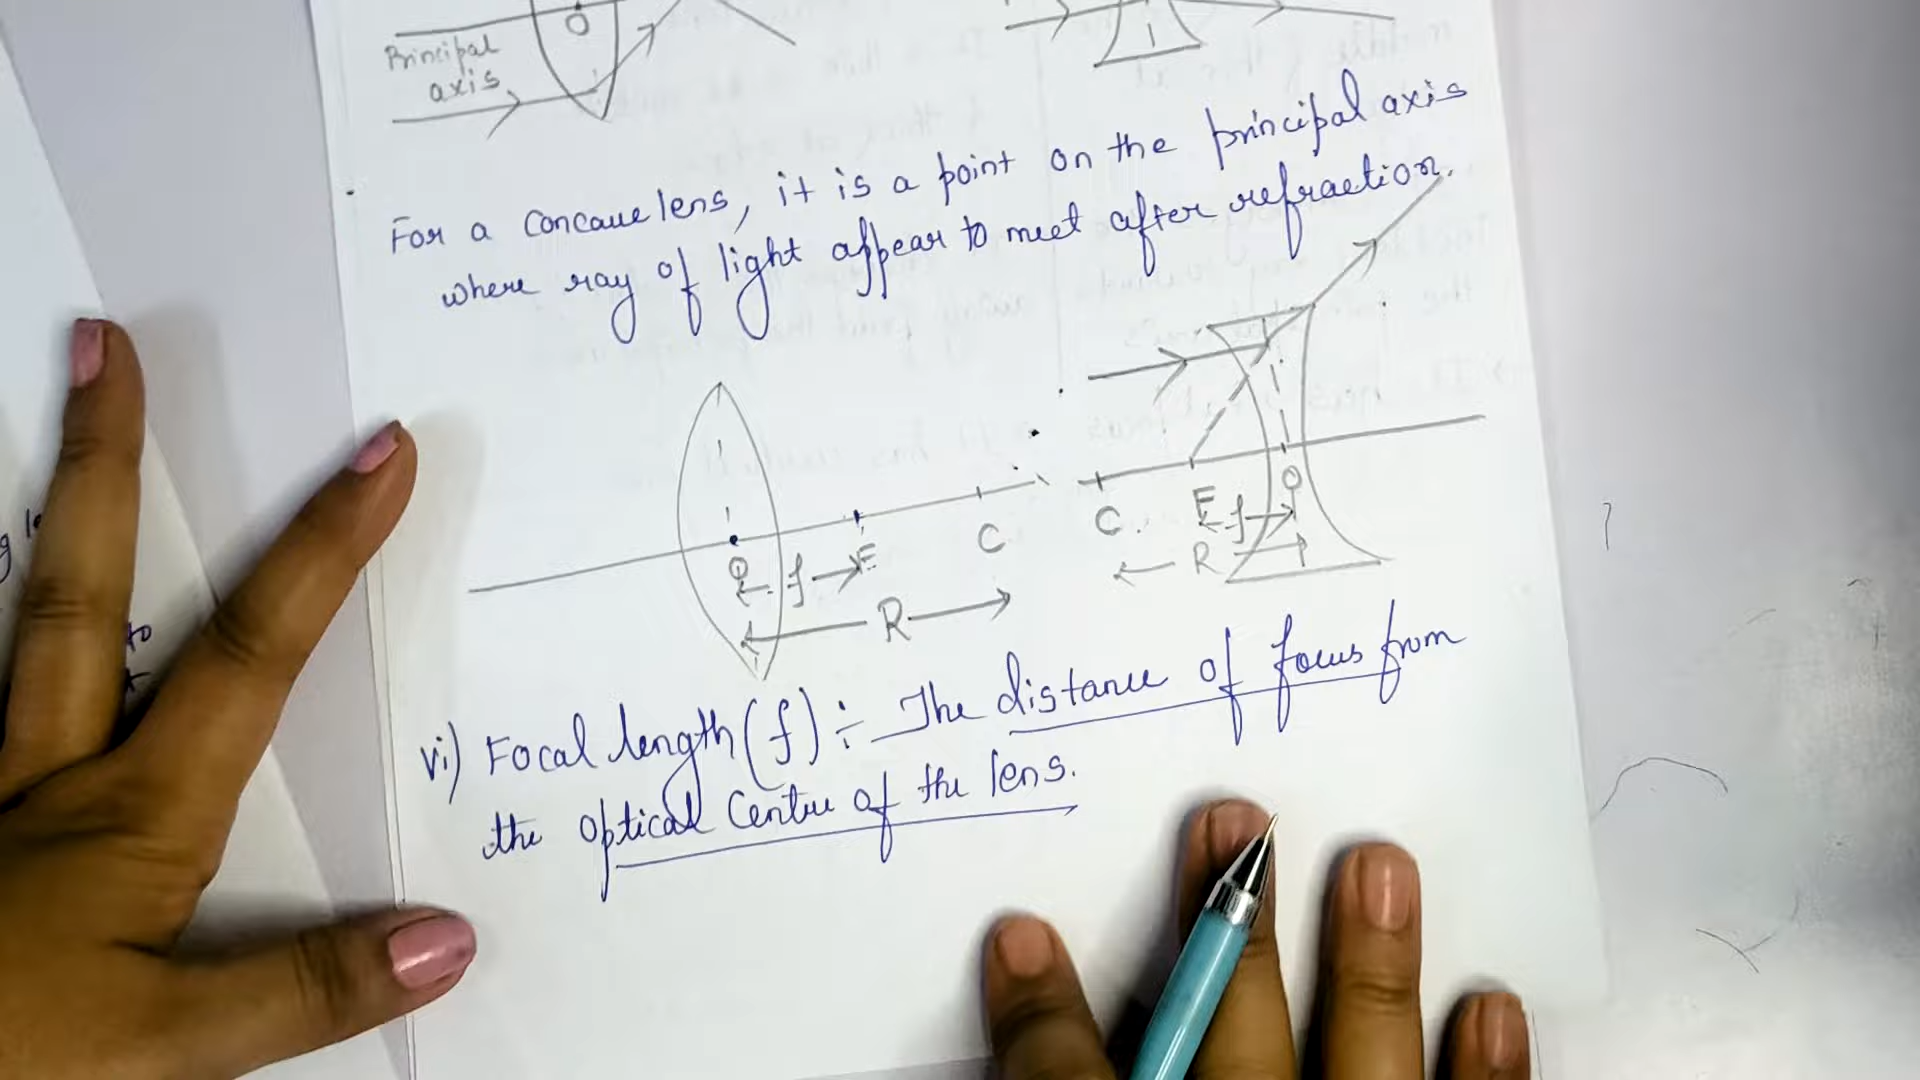 O
Principal
axis
For a concave lens, it is a point on the principal axis
where ray of light appear to meet after refraction.
O f F C
R
C F f O
R
vi) Focal length (f) :- The distance of focus from
the optical centre of the lens.
to